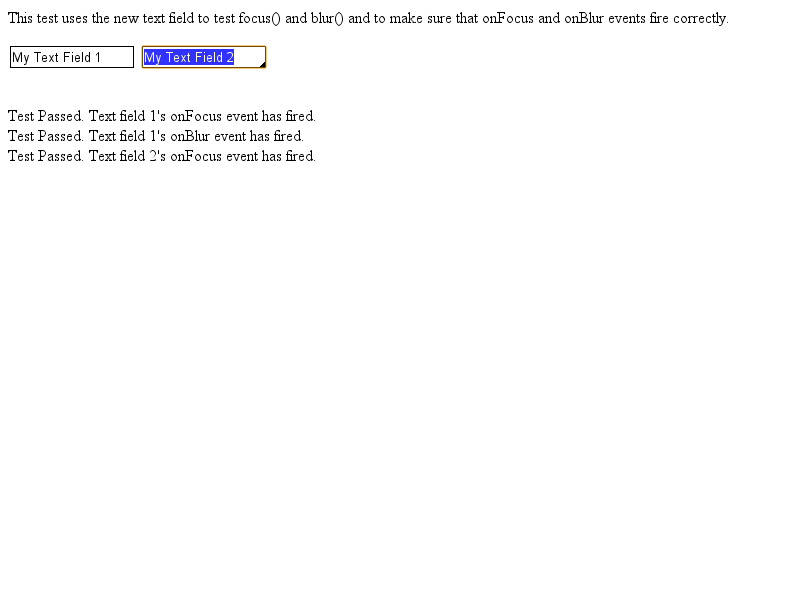 This test uses the new text field to test focus() and blur() and to make sure that onFocus and onBlur events fire correctly.
My Text Field 1 My Text Field 2
Test Passed. Text field 1's onFocus event has fired.
Test Passed. Text field 1's onBlur event has fired.
Test Passed. Text field 2's onFocus event has fired.